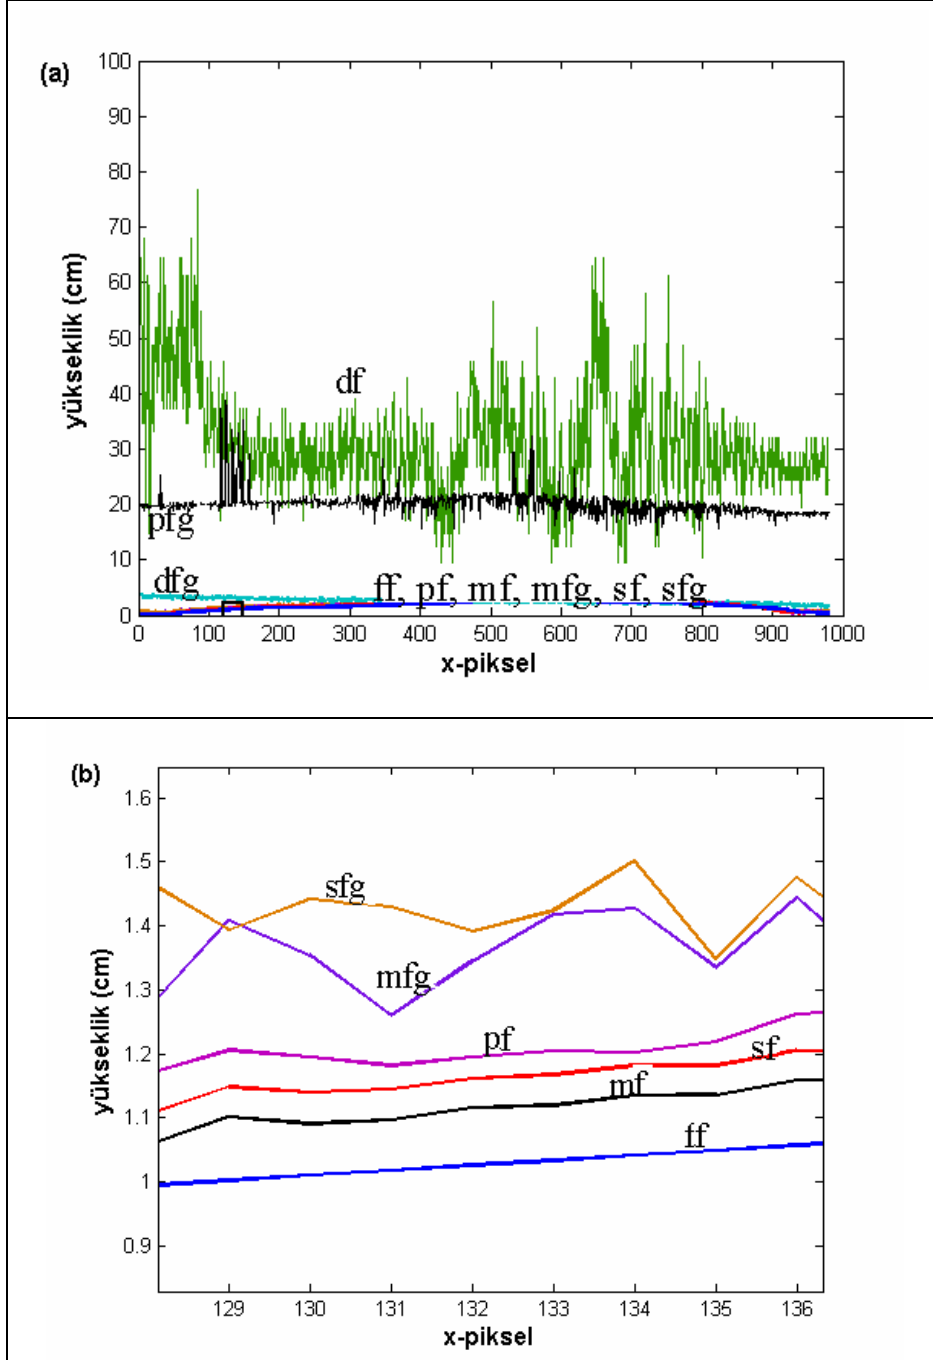 (a)
100
90
80
70
60
50
40
30
20
10
0
yükseklik (cm)
df
pfg
dfg
ff, pf, mf, mfg, sf, sfg
0 100 200 300 400 500 600 700 800 900 1000
x-piksel
(b)
1.6
1.5
1.4
1.3
1.2
1.1
1
0.9
yükseklik (cm)
sfg
mfg
pf
sf
mf
ff
129 130 131 132 133 134 135 136
x-piksel